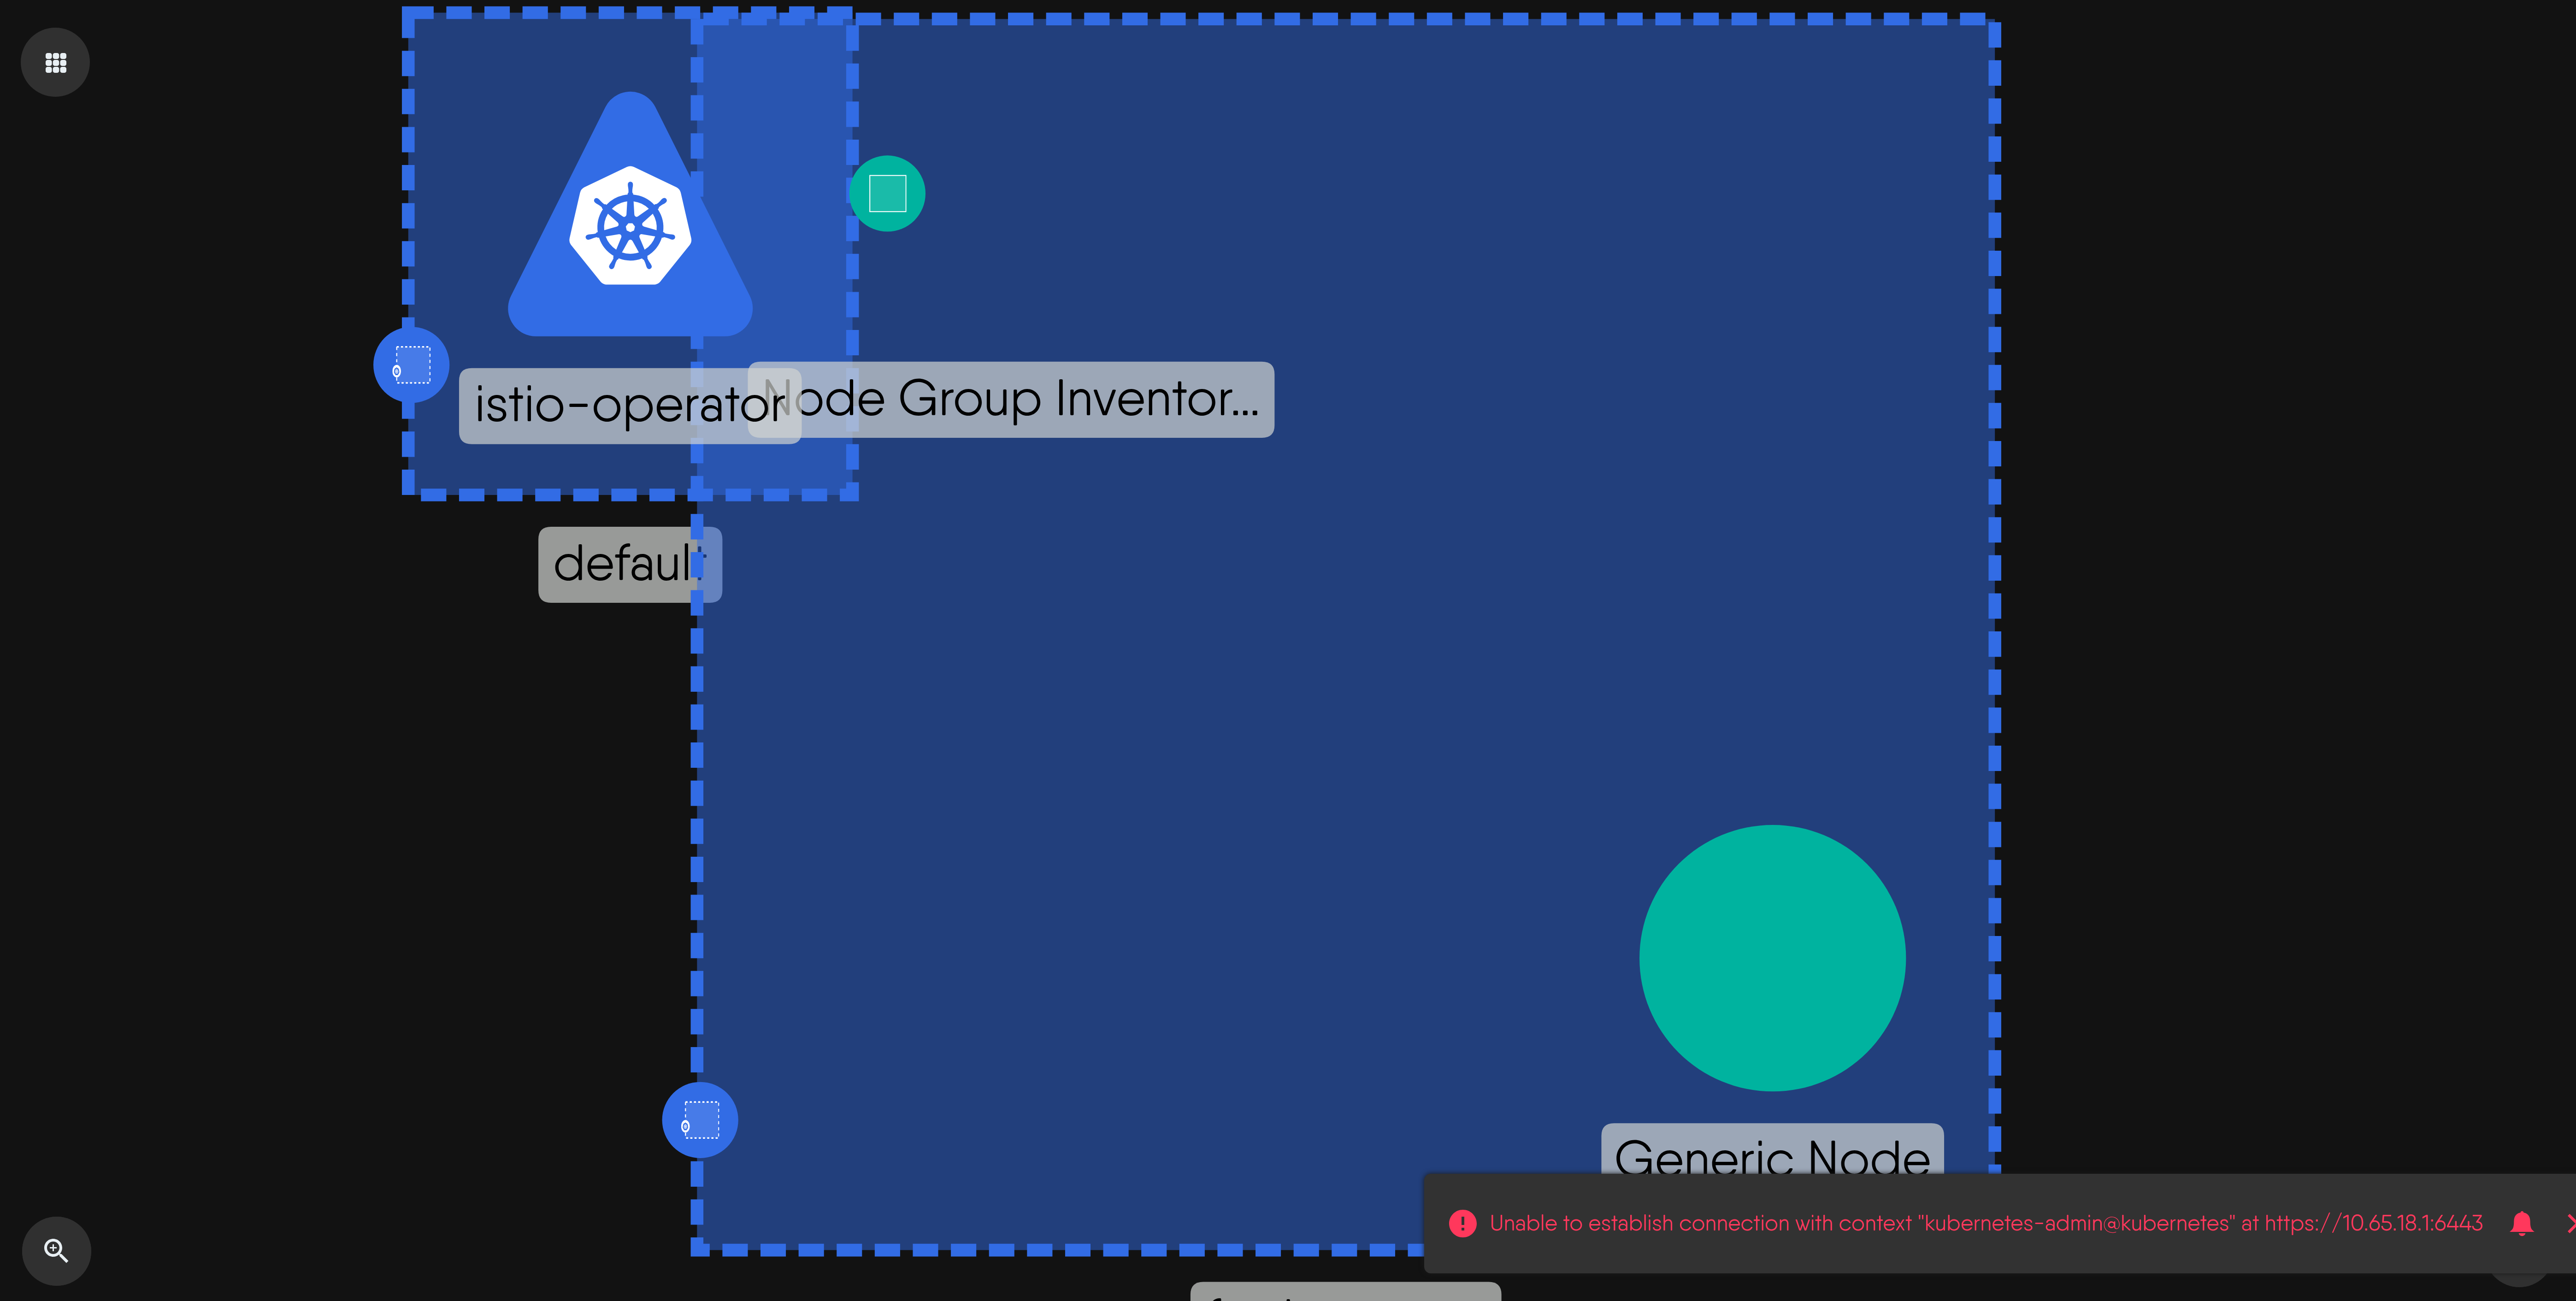 istio-operator
Node Group Inventor...
default
Generic Node
Unable to establish connection with context "kubernetes-admin@kubernetes" at https://10.65.18.1:6443